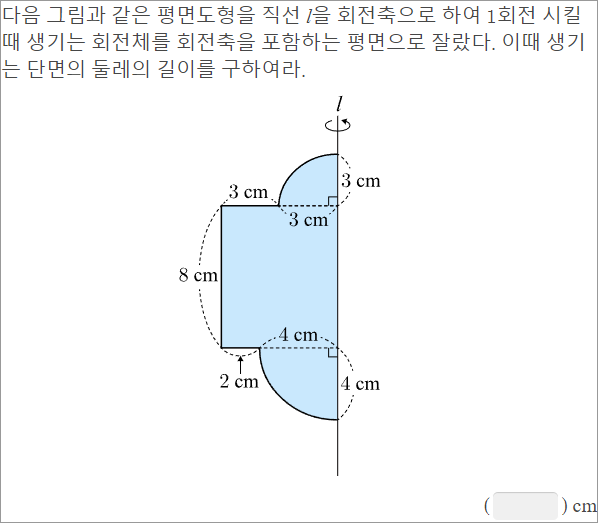 다음 그림과 같은 평면도형을 직선 l을 회전축으로 하여 1회전 시킬
때 생기는 회전체를 회전축을 포함하는 평면으로 잘랐다. 이때 생기
는 단면의 둘레의 길이를 구하여라.
l
3 cm
3 cm
3 cm
8 cm
4 cm
2 cm
4 cm
( ) cm